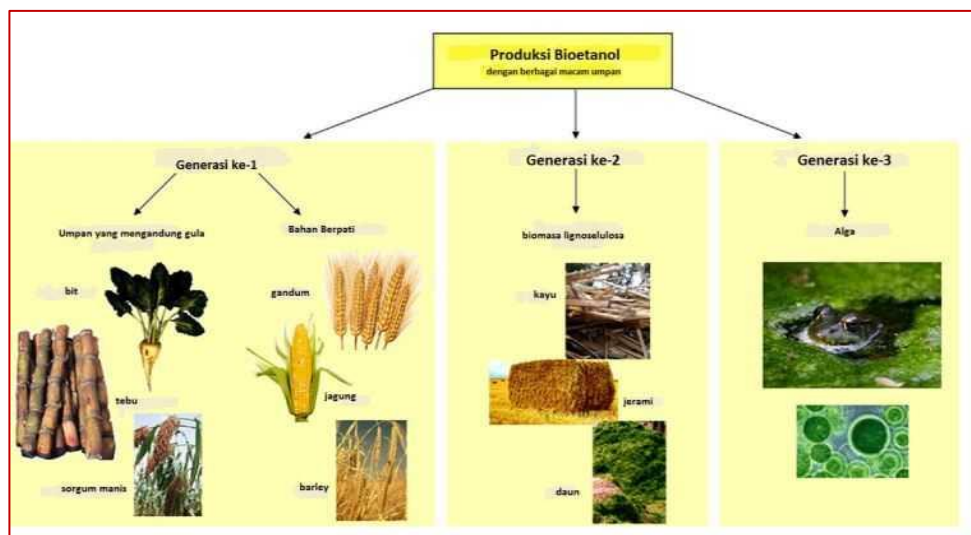 Produksi Bioetanol
dengan berbagai macam umpan
Generasi ke-1
Umpan yang mengandung gula
Bahan Berpati
bit
gandum
tebu
jagung
sorgum manis
barley
Generasi ke-2
biomasa lignoselulosa
kayu
jerami
daun
Generasi ke-3
Alga